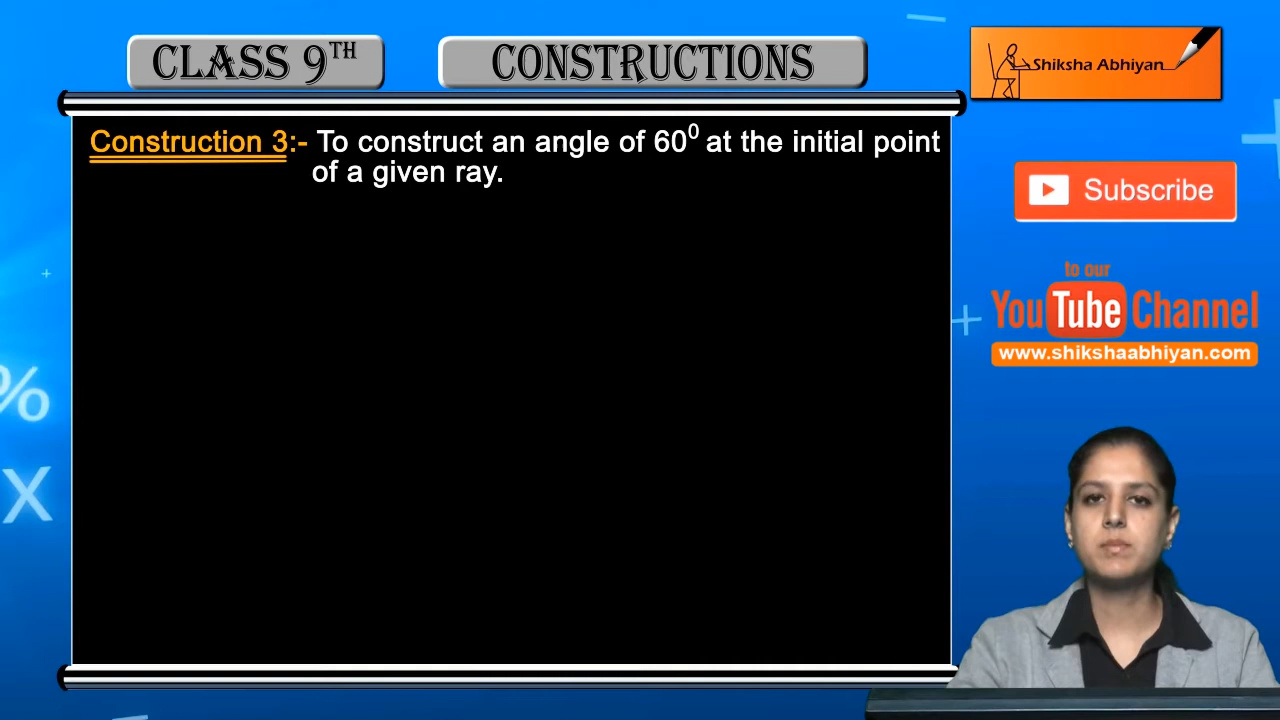 CLASS 9TH
CONSTRUCTIONS
Shiksha Abhiyan
Construction 3:- To construct an angle of 60⁰ at the initial point
of a given ray.
Subscribe
to our
YouTube Channel
www.shikshaabhiyan.com
%
X